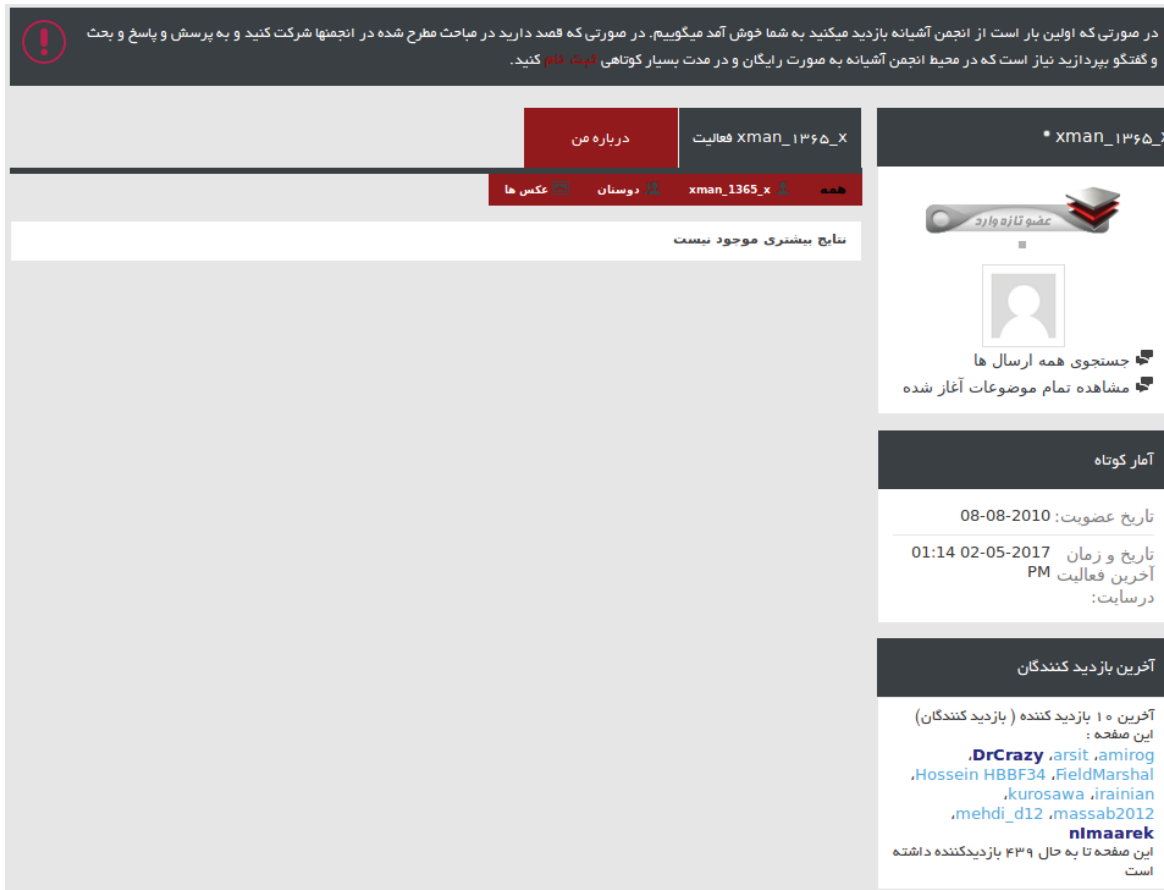 در صورتی که اولین بار است از انجمن آشیانه بازدید میکنید به شما خوش آمد میگوییم. در صورتی که قصد دارید در مباحث مطرح شده در انجمنها شرکت کنید و به پرسش و پاسخ و بحث
و گفتگو بپردازید نیاز است که در محیط انجمن آشیانه به صورت رایگان و در مدت بسیار کوتاهی ثبت نام کنید.
xman_۱۳۶۵_x *
عضو تازه وارد
جستجوی همه ارسال ها
مشاهده تمام موضوعات آغاز شده
آمار کوتاه
تاریخ عضویت: 08-08-2010
تاریخ و زمان 02-05-2017 01:14
آخرین فعالیت PM
درسایت:
آخرین بازدید کنندگان
آخرین ۱۰ بازدید کننده ( بازدید کنندگان)
این صفحه :
amirog، arsit، DrCrazy،
FieldMarshal، Hossein HBBF34،
irainian، kurosawa،
massab2012، mehdi_d12،
nImaarek
این صفحه تا به حال ۴۳۹ بازدیدکننده داشته
است
xman_۱۳۶۵_x فعالیت
درباره من
همه xman_1365_x دوستان عکس ها
نتایج بیشتری موجود نیست